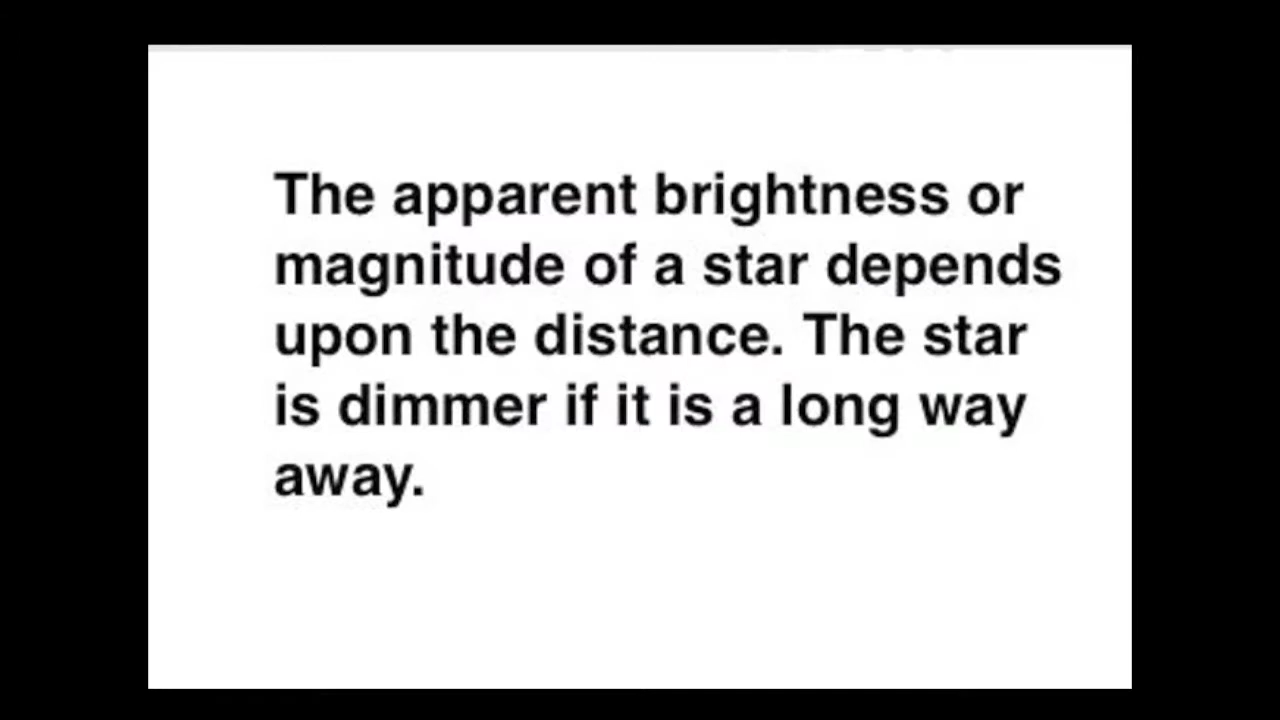 The apparent brightness or
magnitude of a star depends
upon the distance. The star
is dimmer if it is a long way
away.